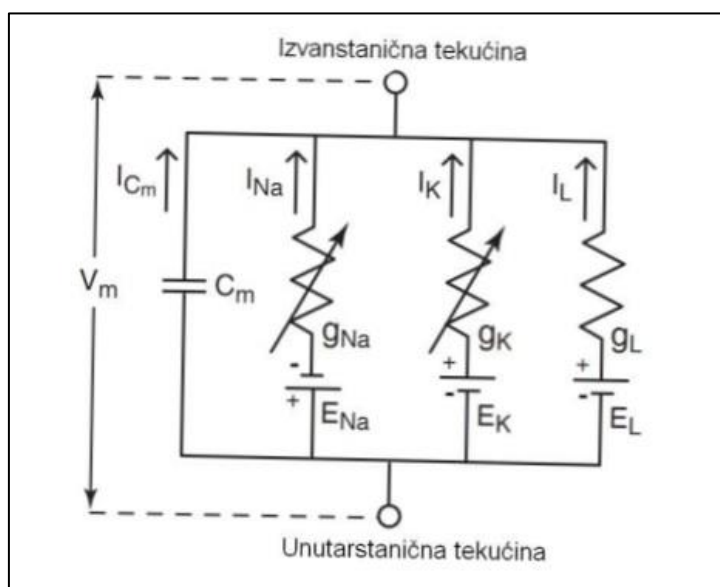 Izvanstanična tekućina
I_Cm I_Na I_K I_L
V_m C_m
g_Na g_K g_L
- + +
+ - -
E_Na E_K E_L
Unutarstanična tekućina